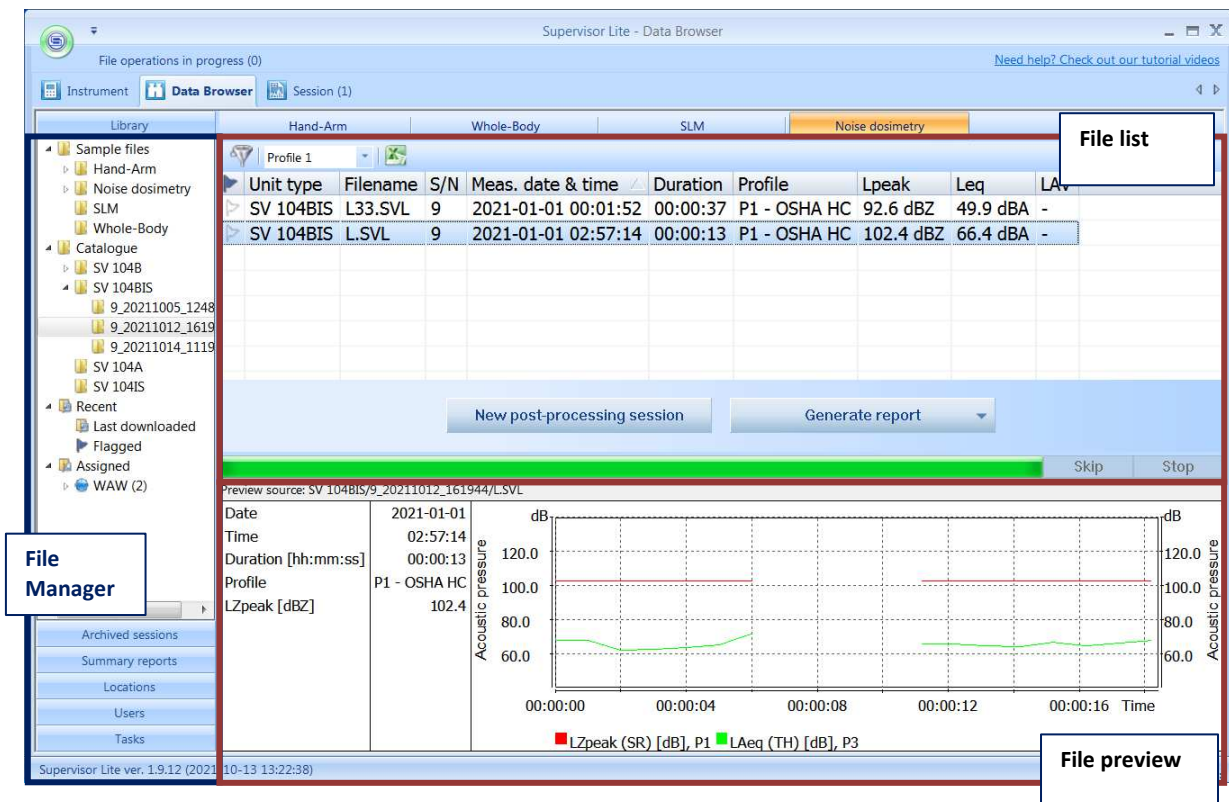 Supervisor Lite - Data Browser
File operations in progress (0)
Need help? Check out our tutorial videos
Instrument Data Browser Session (1)
Library Hand-Arm Whole-Body SLM Noise dosimetry
File list
Sample files
Hand-Arm
Noise dosimetry
SLM
Whole-Body
Catalogue
SV 104B
SV 104BIS
9_20211005_1248
9_20211012_1619
9_20211014_1119
SV 104A
SV 104IS
Recent
Last downloaded
Flagged
Assigned
WAW (2)
File
Manager
Archived sessions
Summary reports
Locations
Users
Tasks
Profile 1
Unit type Filename S/N Meas. date & time Duration Profile Lpeak Leq LAV
SV 104BIS L33.SVL 9 2021-01-01 00:01:52 00:00:37 P1 - OSHA HC 92.6 dBZ 49.9 dBA -
SV 104BIS L.SVL 9 2021-01-01 02:57:14 00:00:13 P1 - OSHA HC 102.4 dBZ 66.4 dBA -
New post-processing session Generate report
Skip Stop
Preview source: SV 104BIS/9_20211012_161944/L.SVL
Date 2021-01-01
Time 02:57:14
Duration [hh:mm:ss] 00:00:13
Profile P1 - OSHA HC
LZpeak [dBZ] 102.4
dB dB
Acoustic pressure
120.0 120.0
100.0 100.0
80.0 80.0
60.0 60.0
Acoustic pressure
00:00:00 00:00:04 00:00:08 00:00:12 00:00:16 Time
LZpeak (SR) [dB], P1 LAeq (TH) [dB], P3
File preview
Supervisor Lite ver. 1.9.12 (2021-10-13 13:22:38)